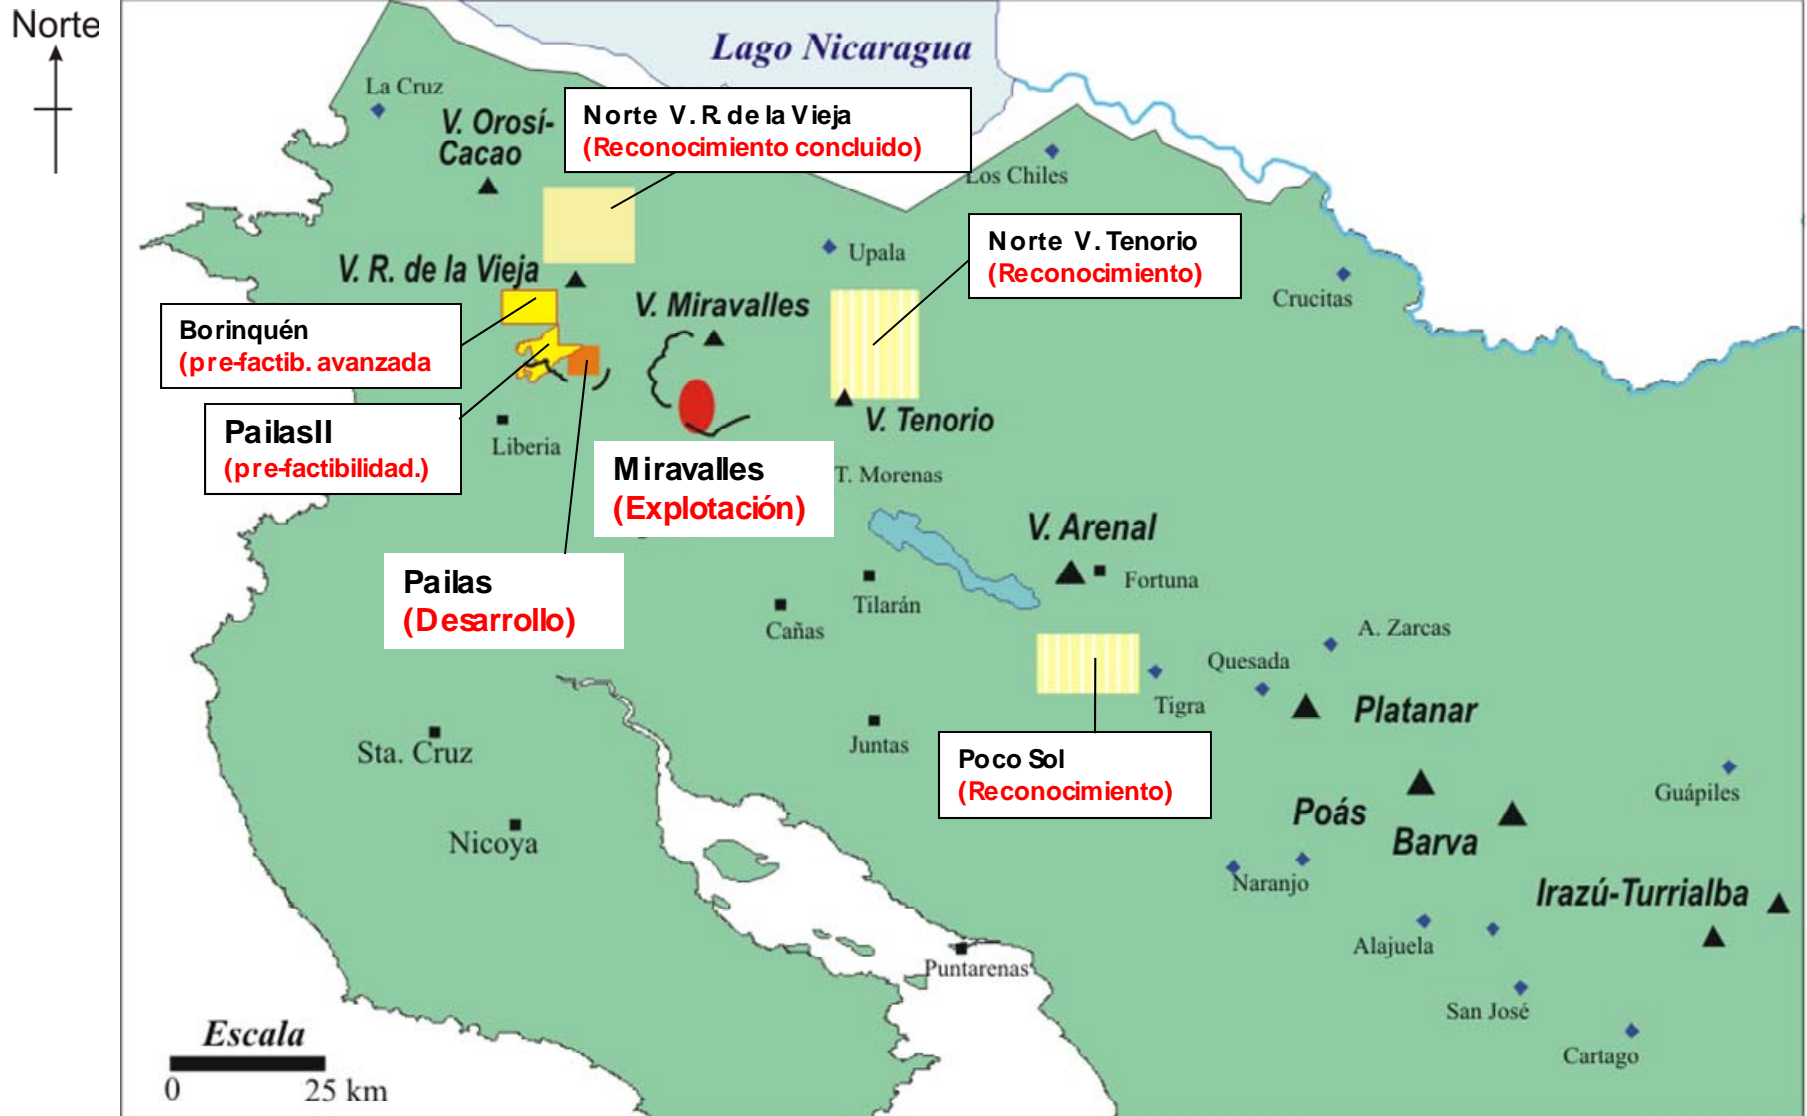 Norte
Lago Nicaragua
La Cruz
V. Orosí-
Cacao
Norte V. R. de la Vieja
(Reconocimiento concluido)
Los Chiles
Norte V. Tenorio
(Reconocimiento)
Upala
V. R. de la Vieja
Crucitas
V. Miravalles
Borinquén
(pre-factib. avanzada
PailasII
(pre-factibilidad.)
Liberia
V. Tenorio
Miravalles
(Explotación)
T. Morenas
V. Arenal
Fortuna
Pailas
(Desarrollo)
Tilarán
Cañas
A. Zarcas
Quesada
Tigra
Platanar
Juntas
Sta. Cruz
Poco Sol
(Reconocimiento)
Guápiles
Poás
Barva
Nicoya
Naranjo
Irazú-Turrialba
Alajuela
Puntarenas
San José
Escala
Cartago
0 25 km